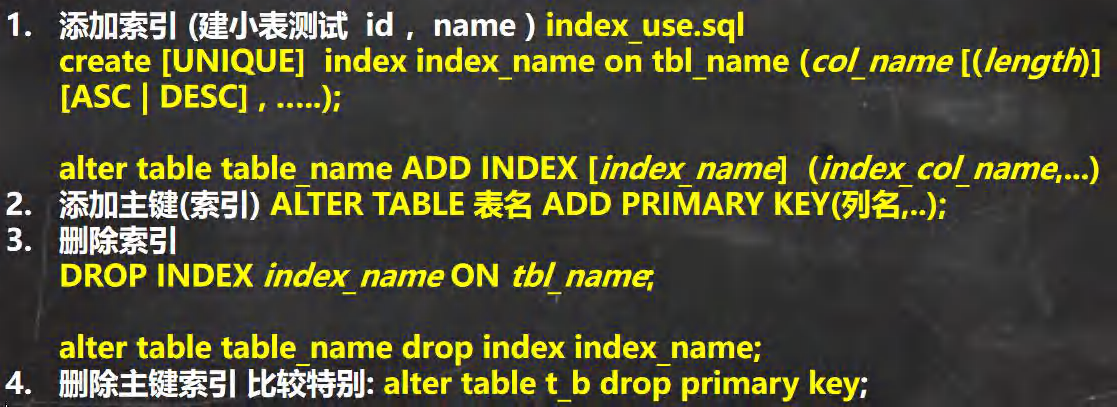 1. 添加索引 (建小表测试 id , name ) index_use.sql
create [UNIQUE] index index_name on tbl_name (col_name [(length)]
[ASC | DESC] , .....);
alter table table_name ADD INDEX [index_name] (index_col_name,...)
2. 添加主键(索引) ALTER TABLE 表名 ADD PRIMARY KEY(列名,..);
3. 删除索引
DROP INDEX index_name ON tbl_name;
alter table table_name drop index index_name;
4. 删除主键索引 比较特别: alter table t_b drop primary key;